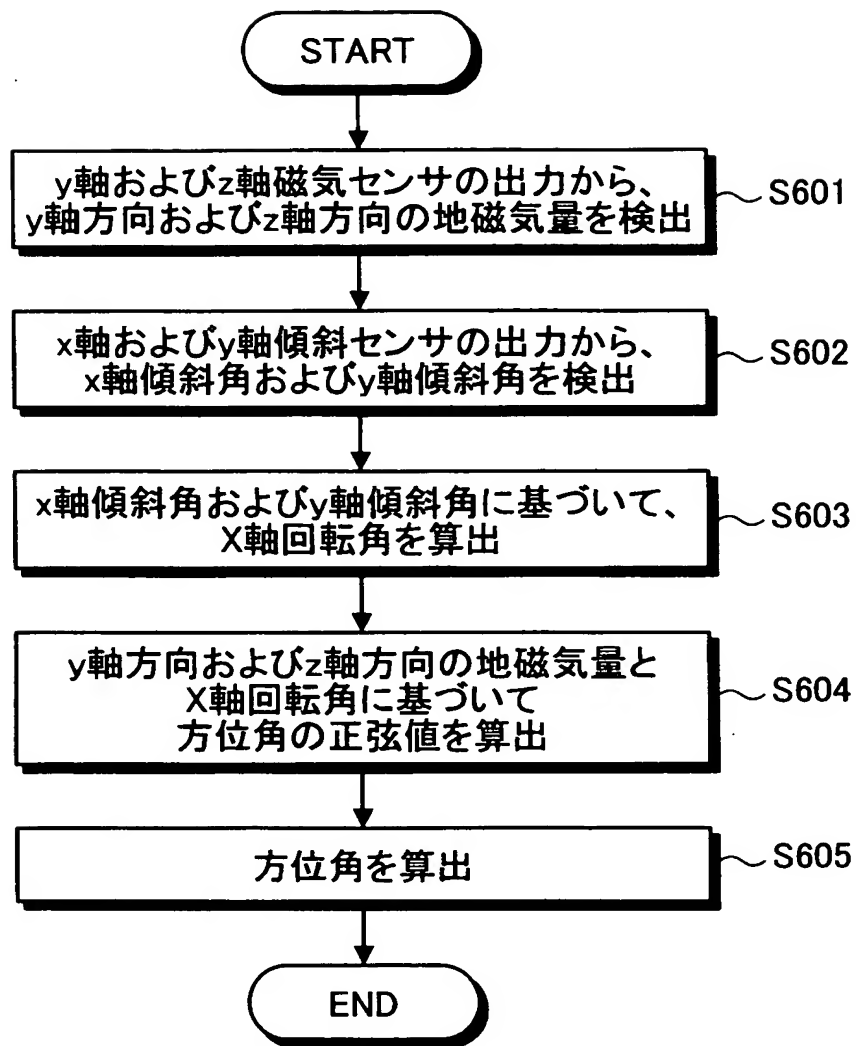 START
y軸およびz軸磁気センサの出力から、
y軸方向およびz軸方向の地磁気量を検出
S601
x軸およびy軸傾斜センサの出力から、
x軸傾斜角およびy軸傾斜角を検出
S602
x軸傾斜角およびy軸傾斜角に基づいて、
X軸回転角を算出
S603
y軸方向およびz軸方向の地磁気量と
X軸回転角に基づいて
方位角の正弦値を算出
S604
方位角を算出
S605
END